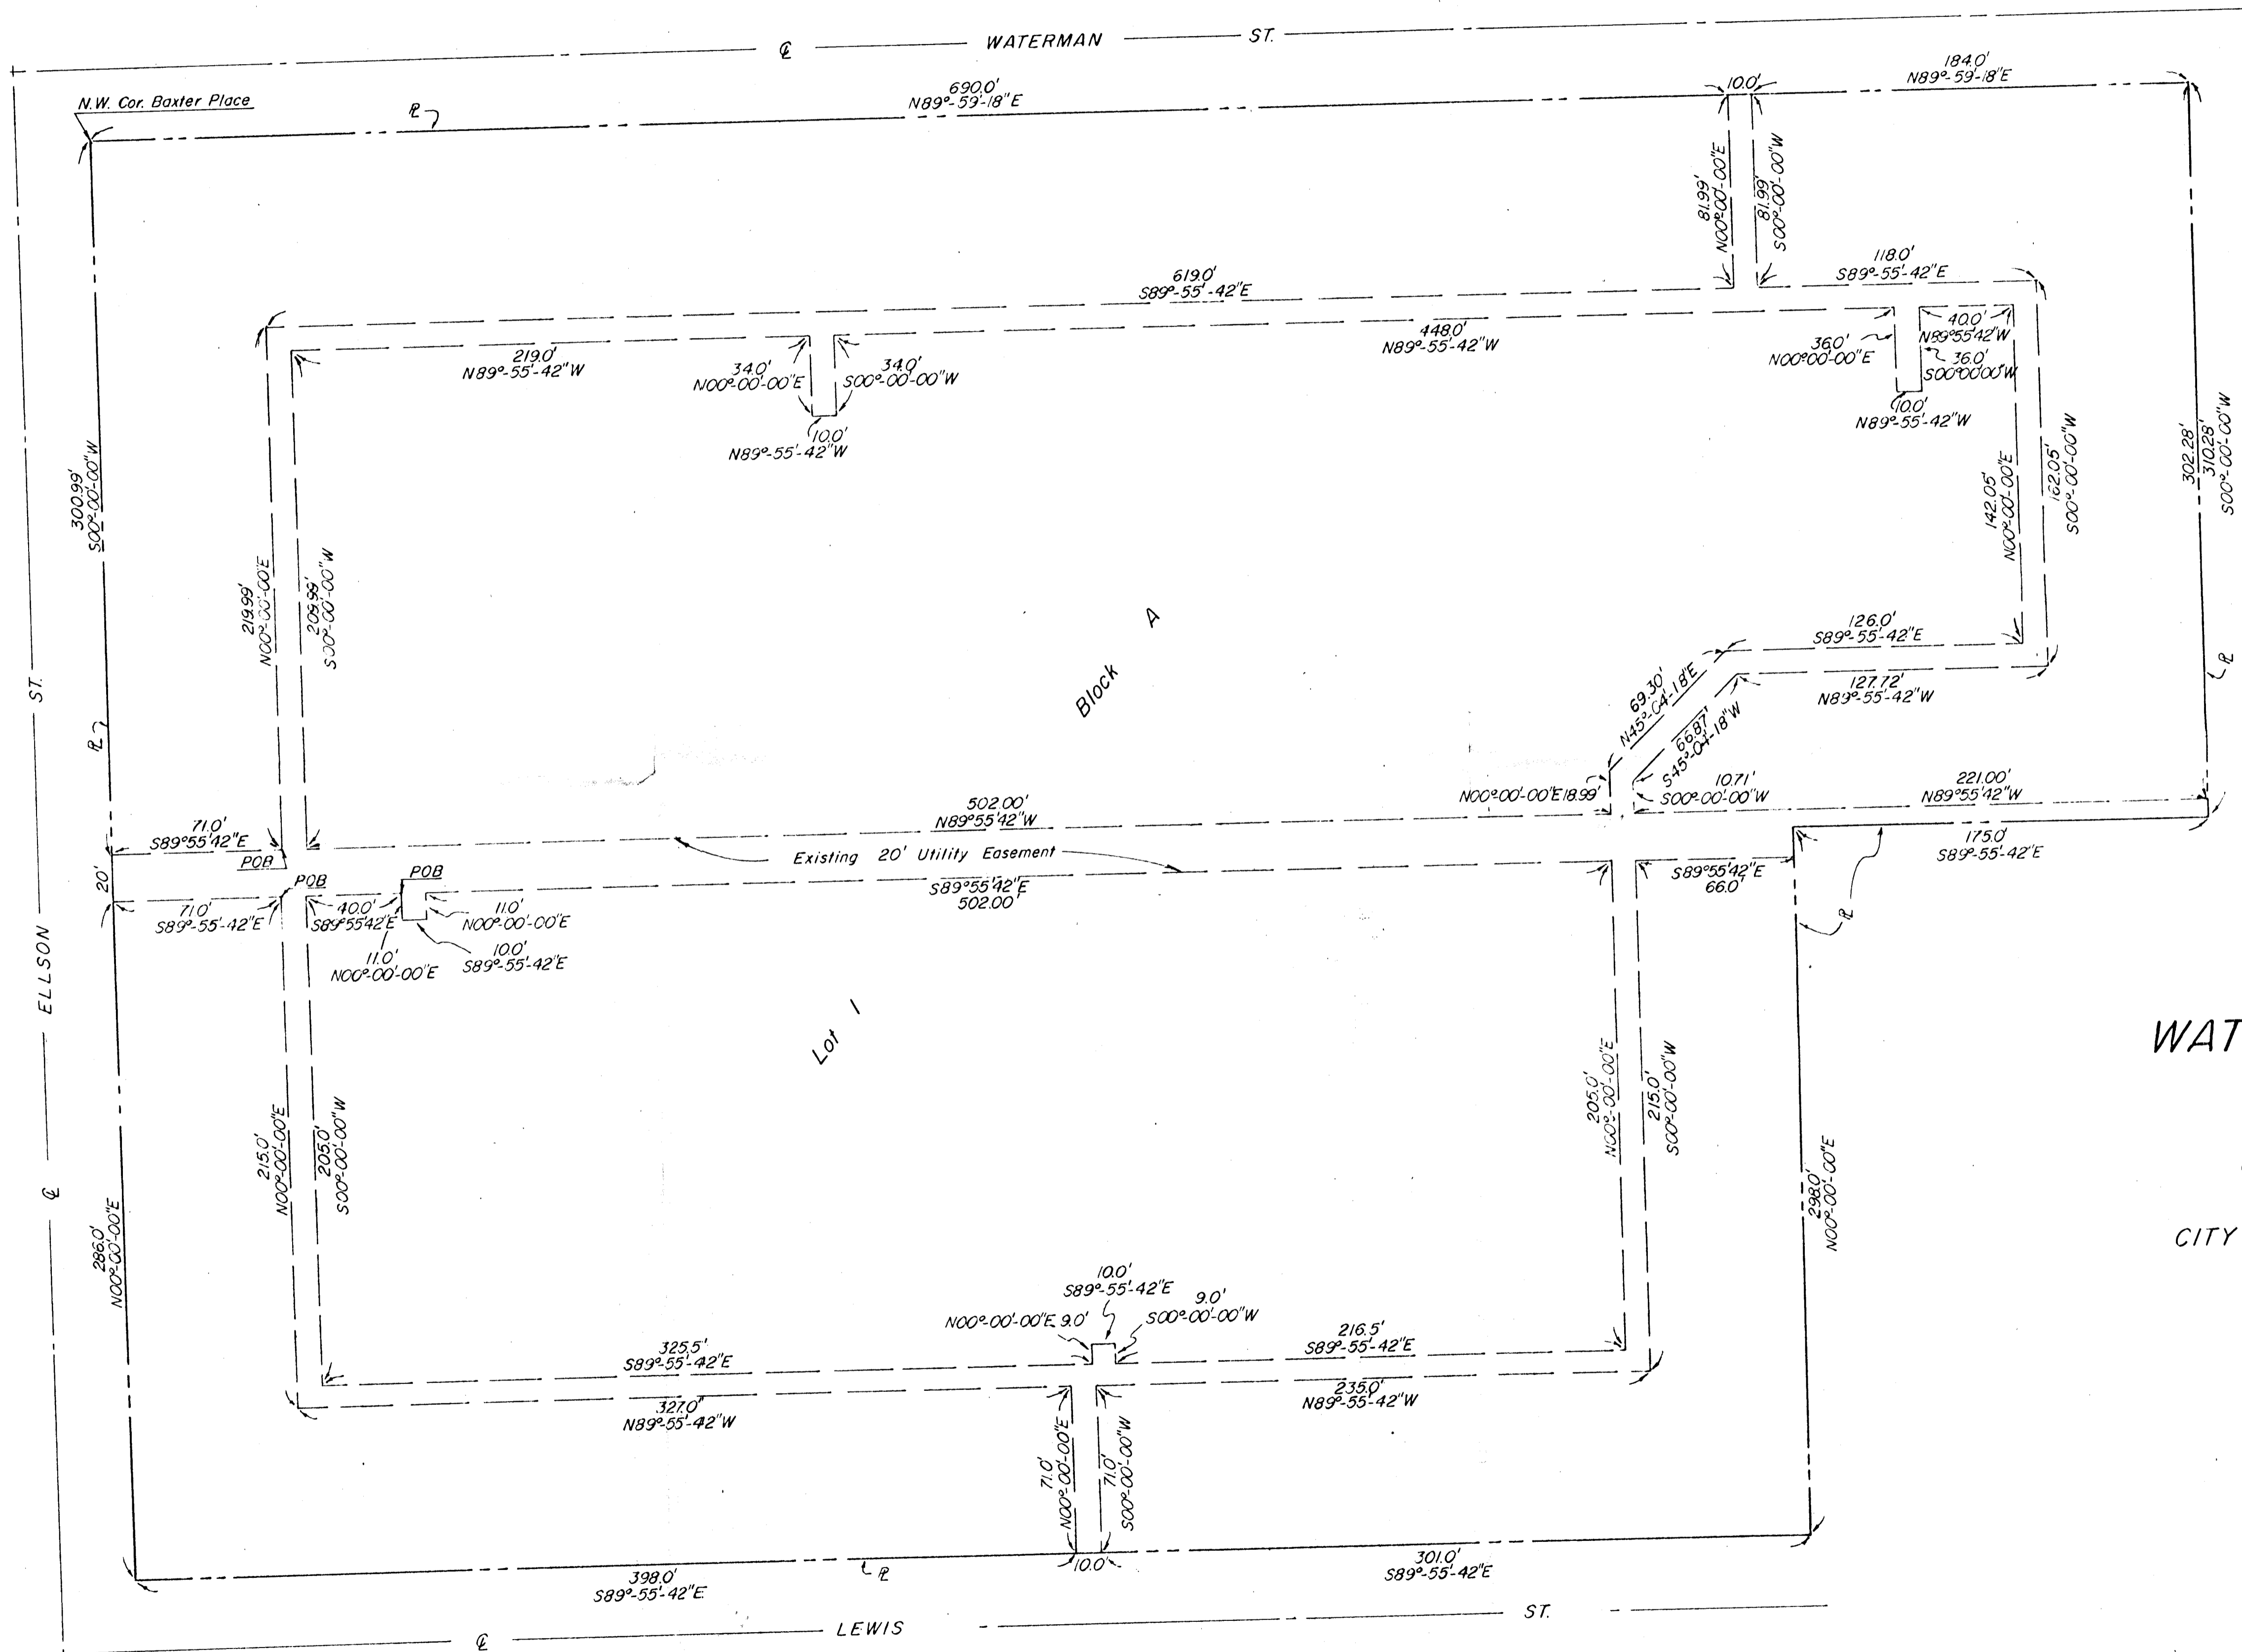 ℄ WATERMAN ST.
N.W. Cor. Baxter Place
690.0'
N89°-59'-18"E
10.0'
184.0'
N89°-59'-18"E
81.99'
N00°-00'-00"E
81.99'
S00°-00'-00"W
619.0'
S89°-55'-42"E
118.0'
S89°-55'-42"E
219.0'
N89°-55'-42"W
34.0'
N00°-00'-00"E
34.0'
S00°-00'-00"W
10.0'
N89°-55'-42"W
448.0'
N89°-55'-42"W
36.0'
N00°00'-00"E
40.0'
N89°55'42"W
36.0'
S00°00'00"W
10.0'
N89°-55'-42"W
300.99'
S00°-00'-00"W
219.99'
N00°-00'-00"E
209.99'
S00°-00'-00"W
142.05'
N00°-00'-00"E
162.05'
S00°-00'-00"W
302.28'
310.28'
S00°-00'-00"W
Block A
126.0'
S89°-55'-42"E
127.72'
N89°-55'-42"W
69.30'
N45°-04'-18"E
66.87'
S45°-04'-18"W
N00°-00'-00"E 18.99'
10.71'
S00°-00'-00"W
221.00'
N89°55'42"W
175.0'
S89°-55'-42"E
71.0'
S89°55'42"E
POB
502.00'
N89°55'42"W
Existing 20' Utility Easement
S89°55'42"E
502.00'
S89°55'42"E
66.0'
20'
POB
POB
71.0'
S89°-55'-42"E
40.0'
S89°55'42"E
11.0'
N00°-00'-00"E
11.0'
N00°-00'-00"E
10.0'
S89°-55'-42"E
ELLSON ST.
℄
Lot 1
286.0'
N00°-00'-00"E
215.0'
N00°-00'-00"E
205.0'
S00°-00'-00"W
205.0'
N00°-00'-00"E
215.0'
S00°-00'-00"W
298.0'
N00°-00'-00"E
WAT
CITY
10.0'
S89°-55'-42"E
N00°-00'-00"E 9.0'
9.0'
S00°-00'-00"W
325.5'
S89°-55'-42"E
216.5'
S89°-55'-42"E
327.0"
N89°-55'-42"W
235.0'
N89°-55'-42"W
71.0'
N00°-00'-00"E
71.0'
S00°-00'-00"W
398.0'
S89°-55'-42"E
10.0'
301.0'
S89°-55'-42"E
℄ LEWIS ST.